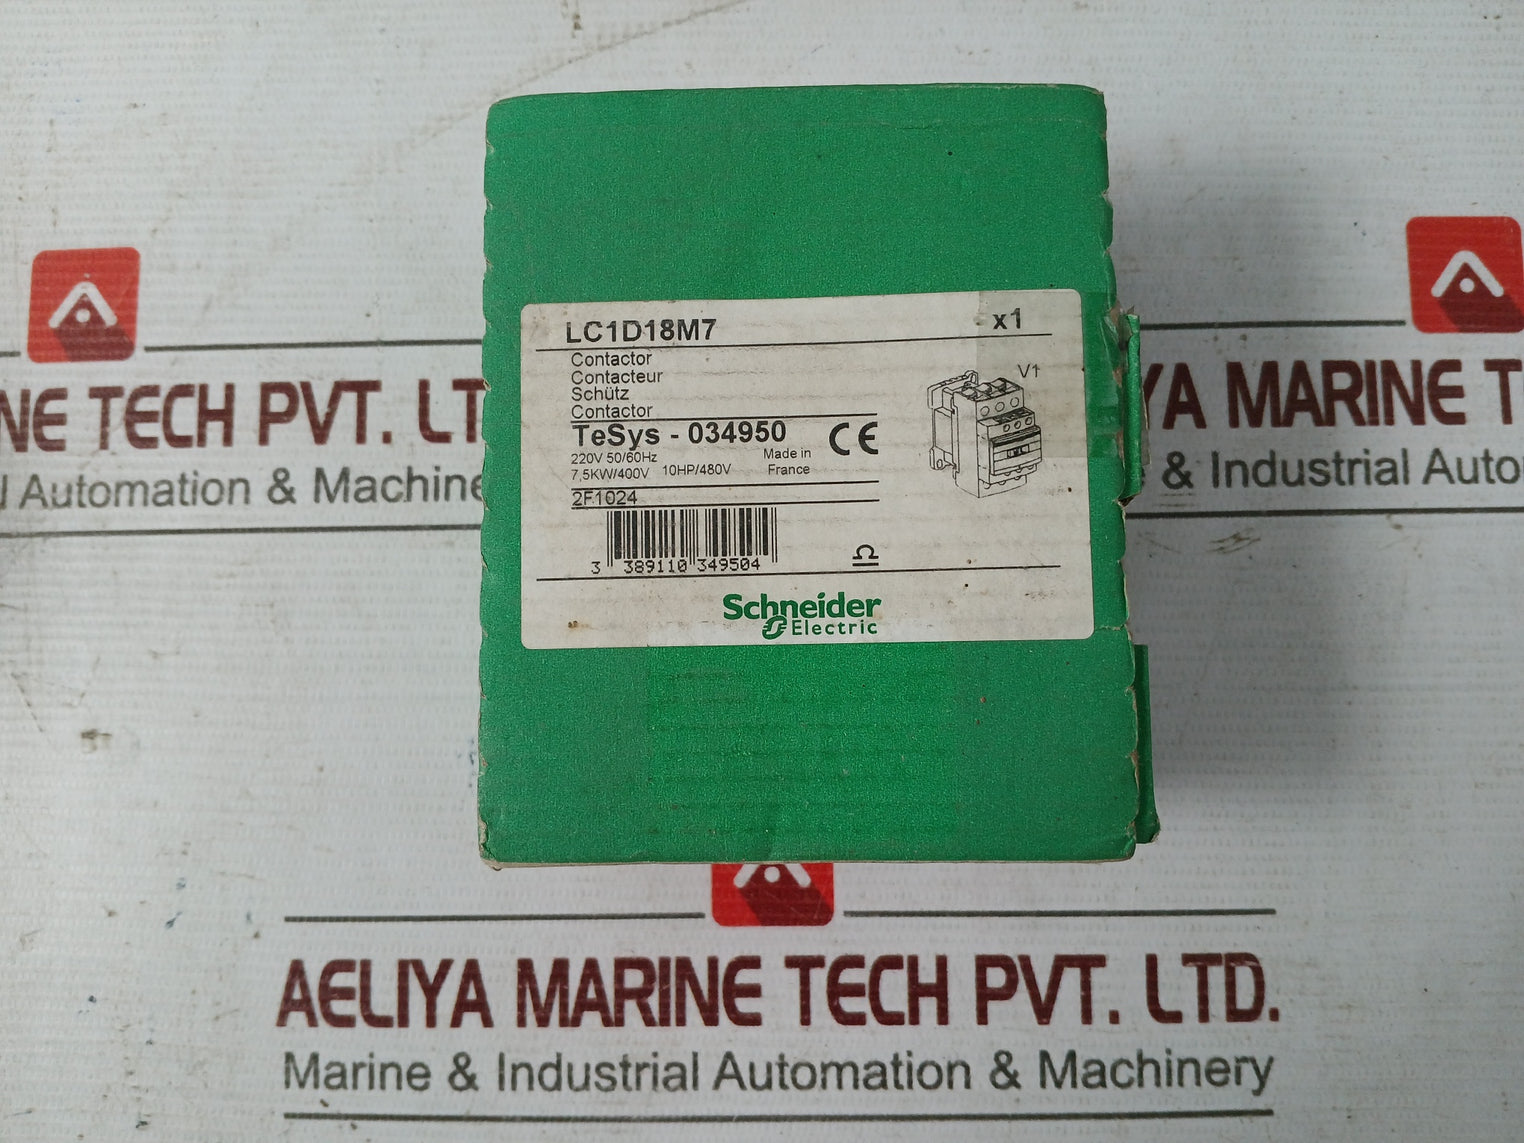 LC1D18M7 x1
Contactor
Contacteur
Schütz
Contactor
V1
TeSys - 034950 CE
220V 50/60Hz Made in
7,5KW/400V 10HP/480V France
2F1024
3 389110 349504
Schneider
Electric
NE TECH PVT. LT
l Automation & Machine
YA MARINE T
& Industrial Auto
AELIYA MARINE TECH PVT. LTD.
Marine & Industrial Automation & Machinery